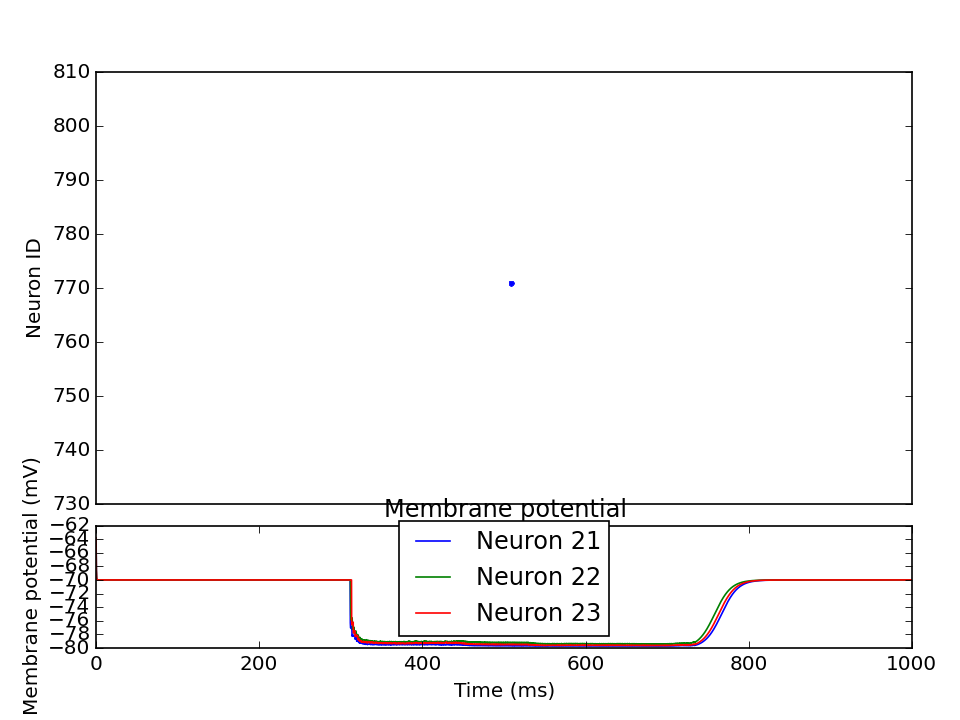 810
800
790
780
770
760
750
740
730
Neuron ID
Membrane potential
−62
−64
−66
−68
−70
−72
−74
−76
−78
−80
Membrane potential (mV)
Neuron 21
Neuron 22
Neuron 23
0 200 400 600 800 1000
Time (ms)